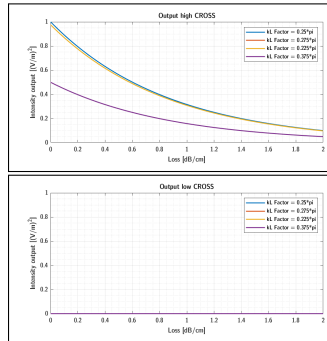 Output high CROSS
Intensity output [(V/m)^2]
1
0.8
0.6
0.4
0.2
0
kL Factor = 0.25*pi
kL Factor = 0.275*pi
kL Factor = 0.225*pi
kL Factor = 0.375*pi
0 0.2 0.4 0.6 0.8 1 1.2 1.4 1.6 1.8 2
Loss [dB/cm]
Output low CROSS
Intensity output [(V/m)^2]
1
0.8
0.6
0.4
0.2
0
kL Factor = 0.25*pi
kL Factor = 0.275*pi
kL Factor = 0.225*pi
kL Factor = 0.375*pi
0 0.2 0.4 0.6 0.8 1 1.2 1.4 1.6 1.8 2
Loss [dB/cm]